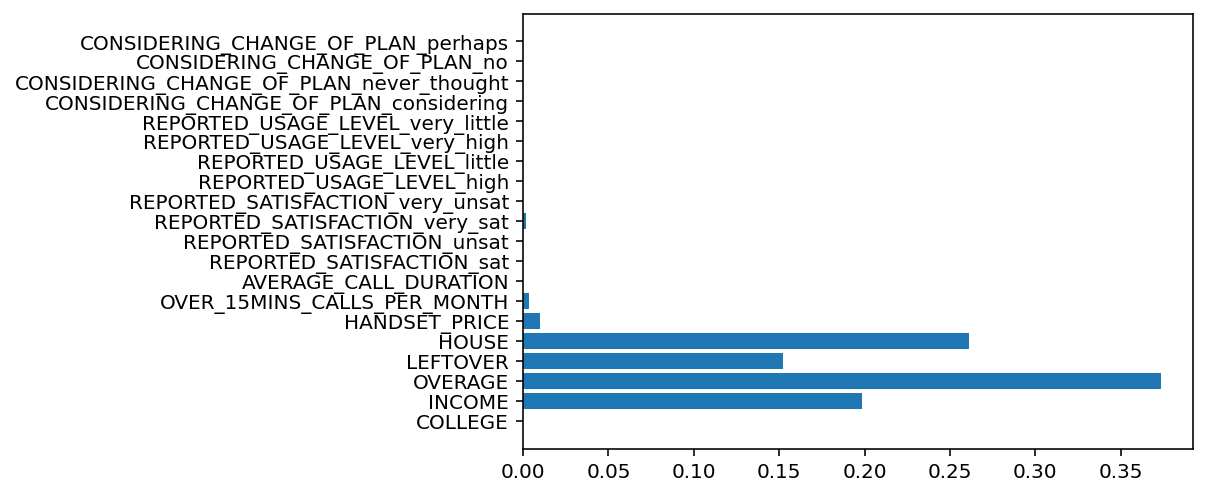 CONSIDERING_CHANGE_OF_PLAN_perhaps
CONSIDERING_CHANGE_OF_PLAN_no
CONSIDERING_CHANGE_OF_PLAN_never_thought
CONSIDERING_CHANGE_OF_PLAN_considering
REPORTED_USAGE_LEVEL_very_little
REPORTED_USAGE_LEVEL_very_high
REPORTED_USAGE_LEVEL_little
REPORTED_USAGE_LEVEL_high
REPORTED_SATISFACTION_very_unsat
REPORTED_SATISFACTION_very_sat
REPORTED_SATISFACTION_unsat
REPORTED_SATISFACTION_sat
AVERAGE_CALL_DURATION
OVER_15MINS_CALLS_PER_MONTH
HANDSET_PRICE
HOUSE
LEFTOVER
OVERAGE
INCOME
COLLEGE
0.00 0.05 0.10 0.15 0.20 0.25 0.30 0.35